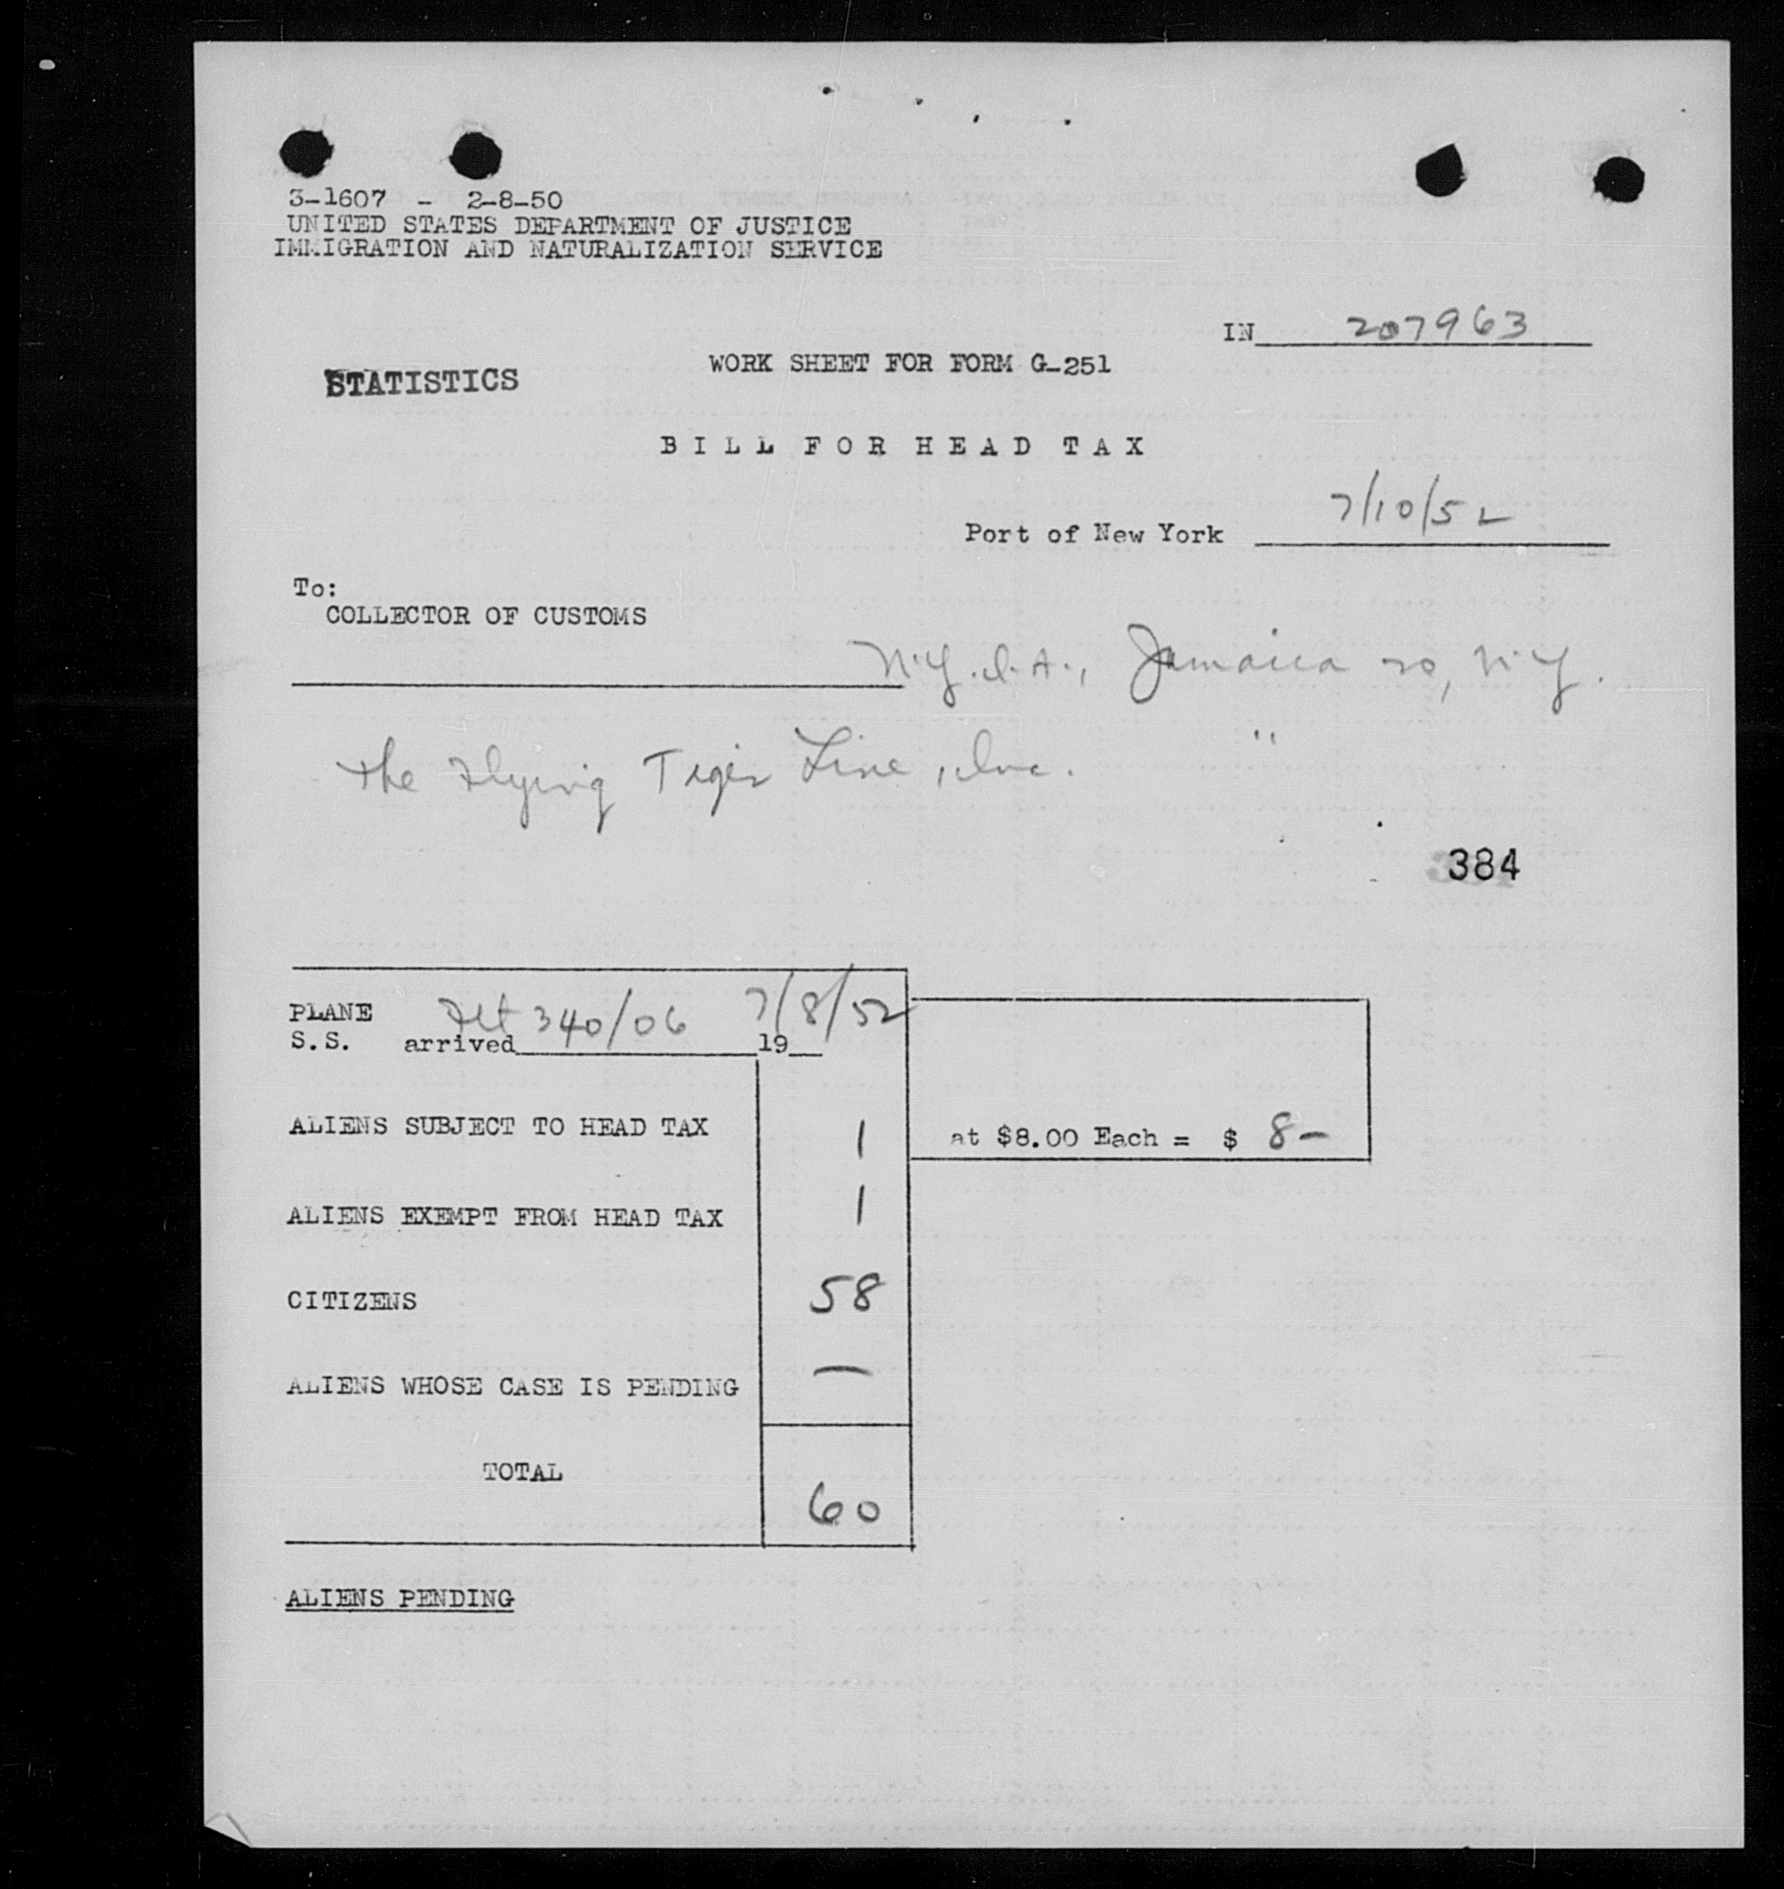 3-1607 - 2-8-50
UNITED STATES DEPARTMENT OF JUSTICE
IMMIGRATION AND NATURALIZATION SERVICE
IN 207963
STATISTICS
WORK SHEET FOR FORM G-251
BILL FOR HEAD TAX
Port of New York 7/10/52
To:
COLLECTOR OF CUSTOMS
N.Y.I.A., Jamaica 20, N.Y.
The Flying Tiger Line, Inc. "
384
PLANE Flt 340/06 7/8/52
S.S. arrived 19
ALIENS SUBJECT TO HEAD TAX 1 at $8.00 Each = $ 8-
ALIENS EXEMPT FROM HEAD TAX 1
CITIZENS 58
ALIENS WHOSE CASE IS PENDING —
TOTAL 60
ALIENS PENDING